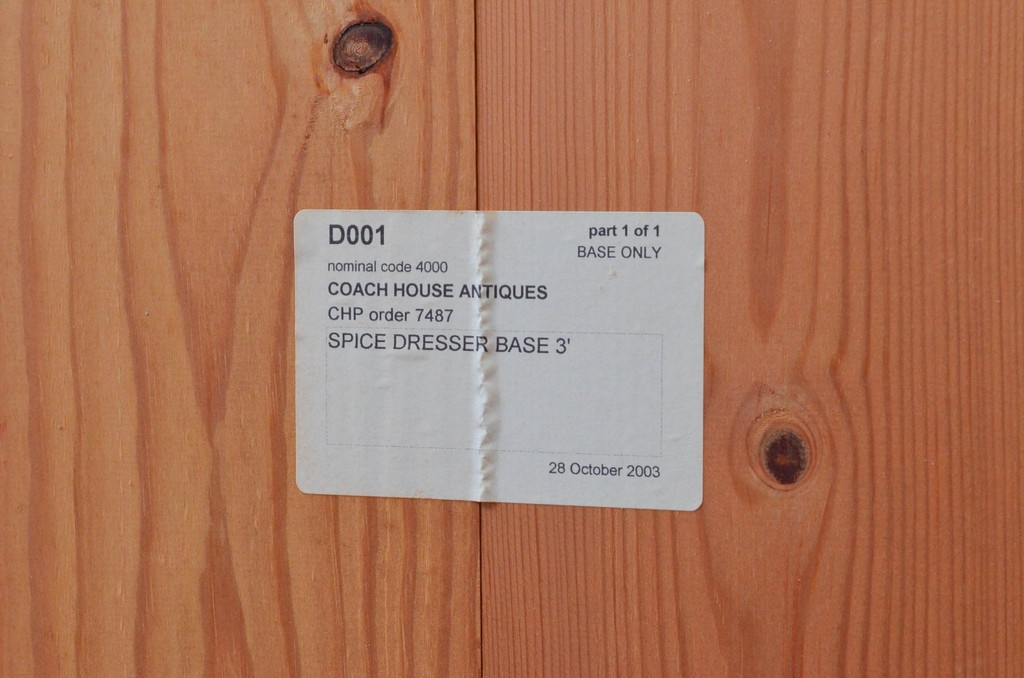 D001
part 1 of 1
BASE ONLY
nominal code 4000
COACH HOUSE ANTIQUES
CHP order 7487
SPICE DRESSER BASE 3'
28 October 2003